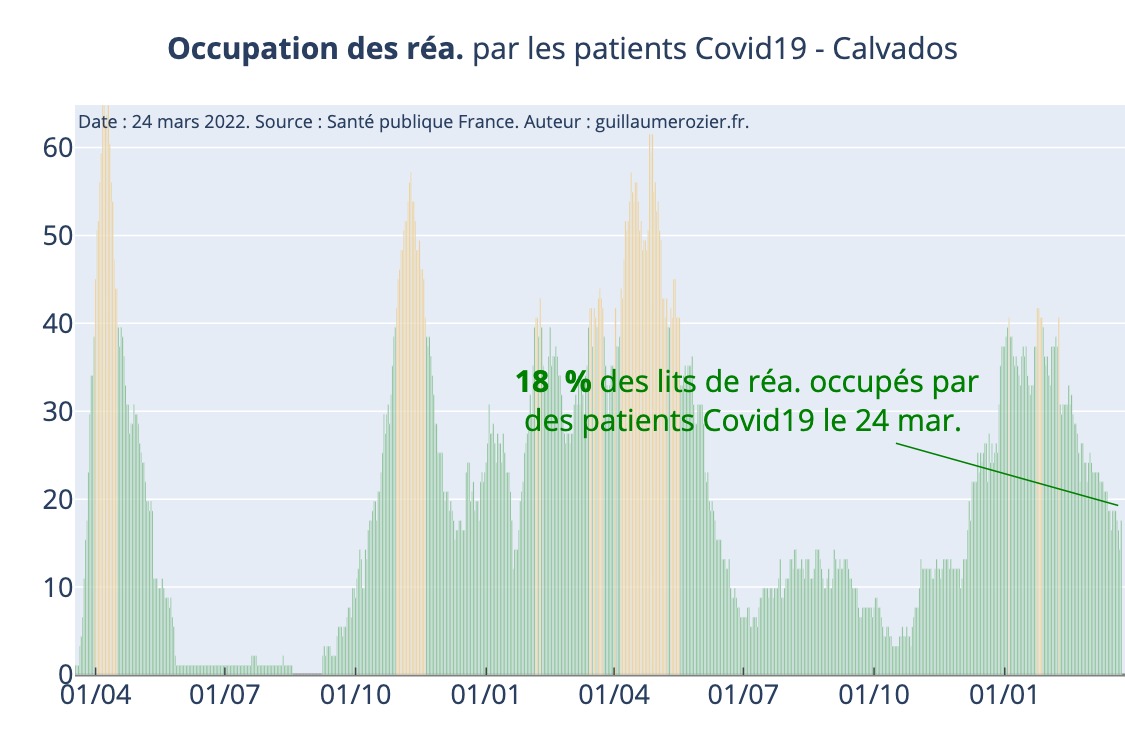 Occupation des réa. par les patients Covid19 - Calvados
Date : 24 mars 2022. Source : Santé publique France. Auteur : guillaumerozier.fr.
60
50
40
30
20
10
0
18 % des lits de réa. occupés par
des patients Covid19 le 24 mar.
01/04 01/07 01/10 01/01 01/04 01/07 01/10 01/01